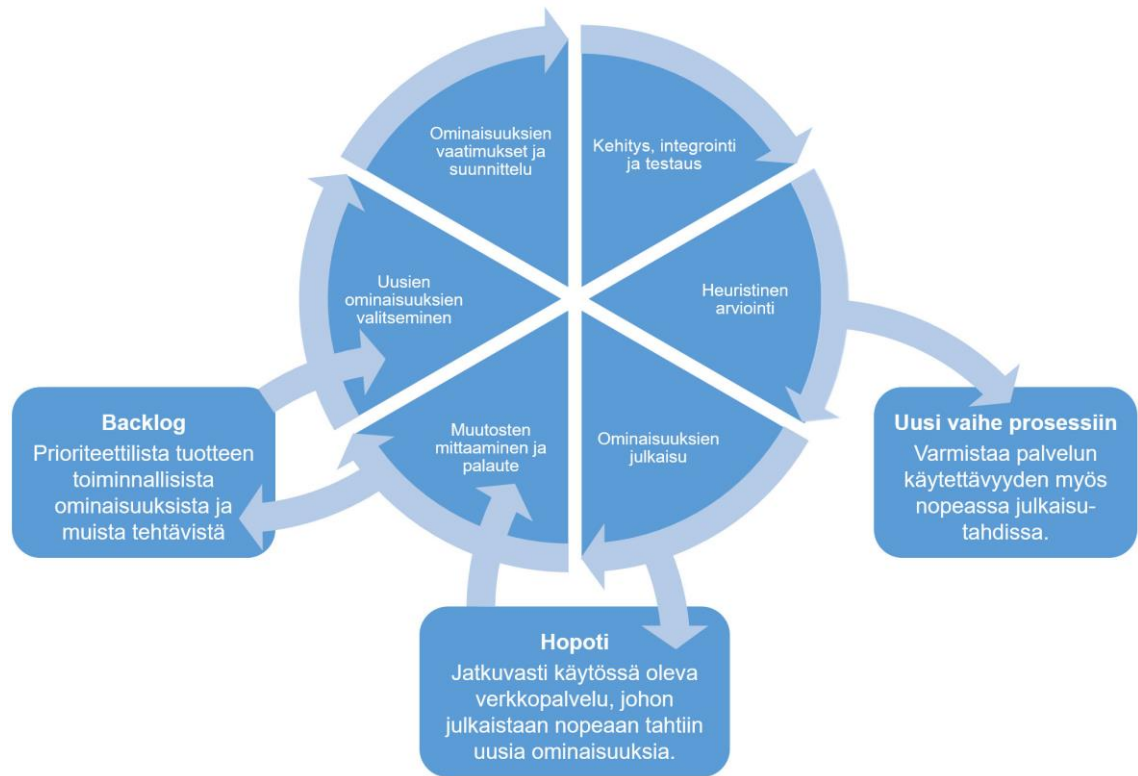 Ominaisuuksien
vaatimukset ja
suunnittelu
Kehitys, integrointi
ja testaus
Uusien
ominaisuuksien
valitseminen
Heuristinen
arviointi
Muutosten
mittaaminen ja
palaute
Ominaisuuksien
julkaisu
Backlog
Prioriteettilista tuotteen
toiminnallisista
ominaisuuksista ja
muista tehtävistä
Uusi vaihe prosessiin
Varmistaa palvelun
käytettävyyden myös
nopeassa julkaisu-
tahdissa.
Hopoti
Jatkuvasti käytössä oleva
verkkopalvelu, johon
julkaistaan nopeaan tahtiin
uusia ominaisuuksia.